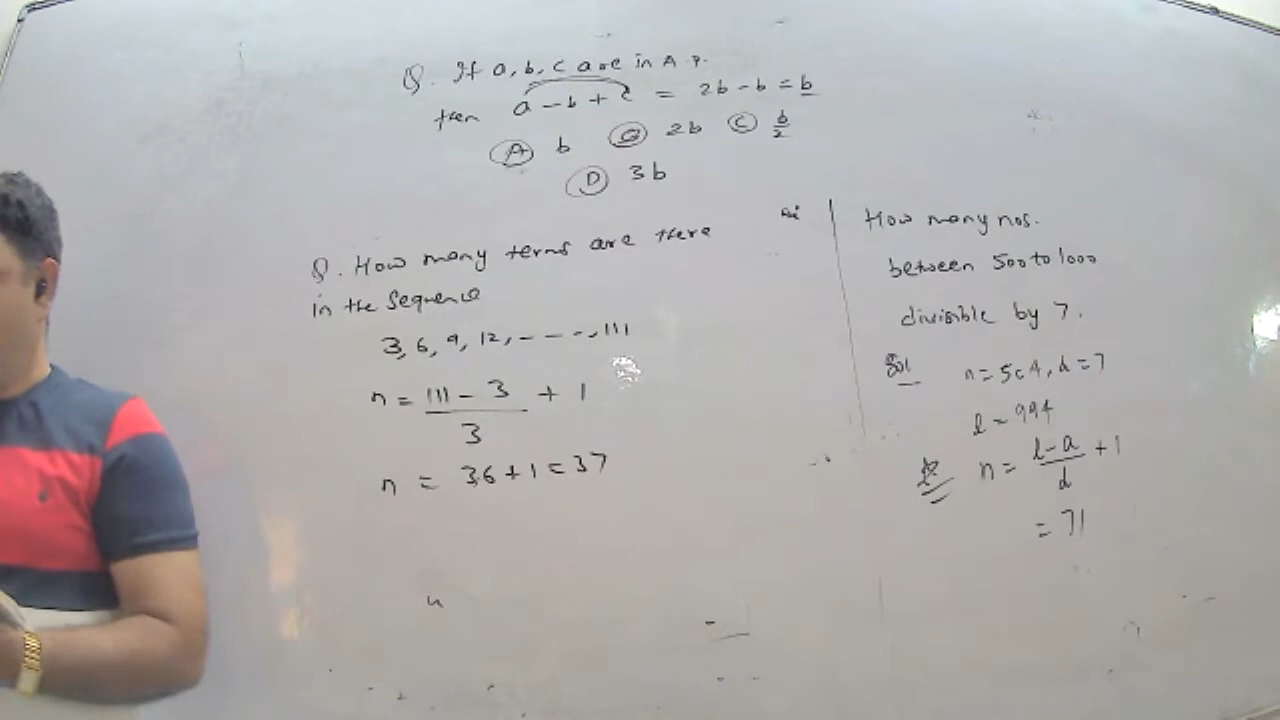 Q. If a, b, c are in A.P.
then a - b + c = 2b - b = b
(A) b (B) 2b (C) b/2
(D) 3b
Q. How many terms are there
in the sequence
3, 6, 9, 12, - - - -, 111
n = (111 - 3)/3 + 1
n = 36 + 1 = 37
How many nos.
between 500 to 1000
divisible by 7.
Sol n = 504, d = 7
l = 994
n = (l - a)/d + 1
= 71